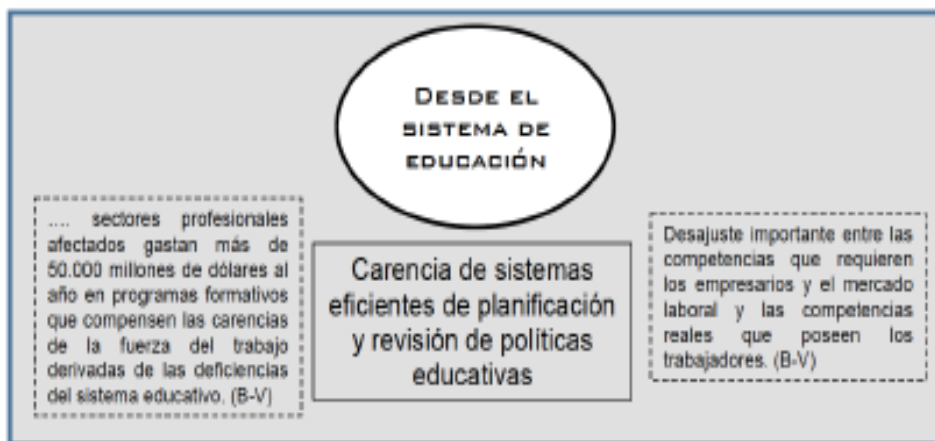 DESDE EL
SISTEMA DE
EDUCACIÓN
.... sectores profesionales
afectados gastan más de
50.000 millones de dólares al
año en programas formativos
que compensen las carencias
de la fuerza del trabajo
derivadas de las deficiencias
del sistema educativo. (B-V)
Carencia de sistemas
eficientes de planificación
y revisión de políticas
educativas
Desajuste importante entre las
competencias que requieren
los empresarios y el mercado
laboral y las competencias
reales que poseen los
trabajadores. (B-V)